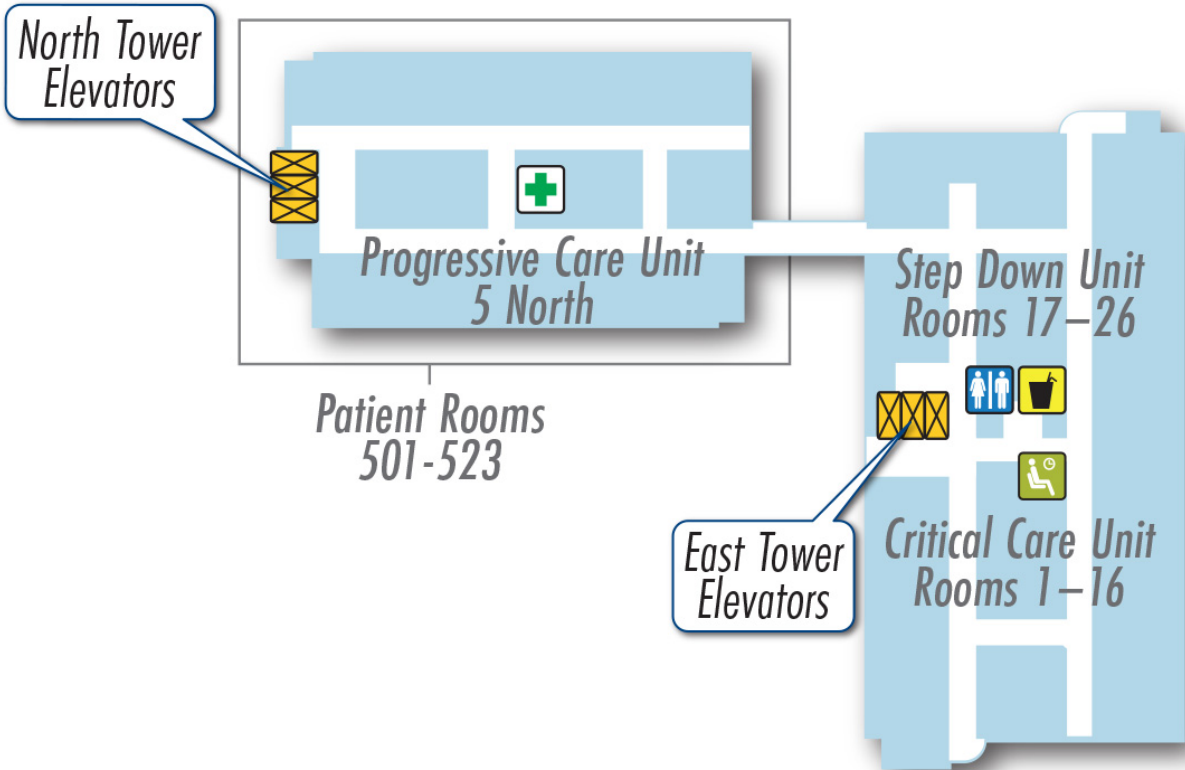 North Tower
Elevators
Progressive Care Unit
5 North
Step Down Unit
Rooms 17–26
Patient Rooms
501-523
East Tower
Elevators
Critical Care Unit
Rooms 1–16